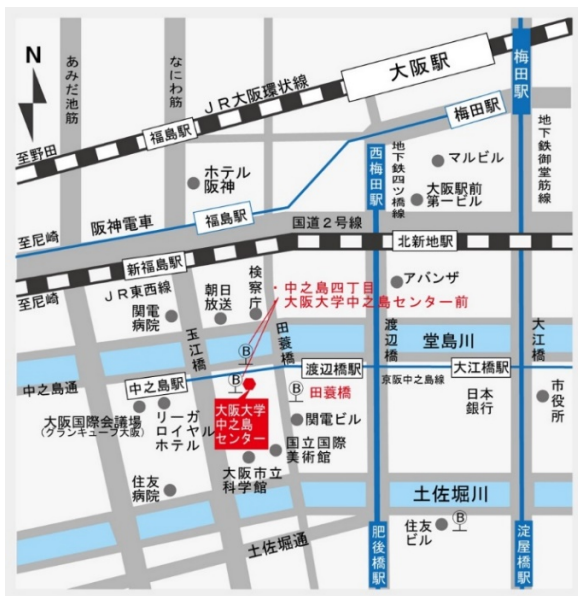 N
あみだ池筋
なにわ筋
JR大阪環状線
大阪駅
梅田駅
至野田
福島駅
梅田駅
地下鉄御堂筋線
ホテル
阪神
西梅田駅
地下鉄四ツ橋線
マルビル
大阪駅前
第一ビル
阪神電車
福島駅
国道2号線
至尼崎
北新地駅
新福島駅
至尼崎
JR東西線
関電
病院
朝日
放送
検察庁
・中之島四丁目
・大阪大学中之島センター前
アバンザ
玉江橋
田蓑橋
渡辺橋
堂島川
大江橋
B
中之島通
中之島駅
B
渡辺橋駅
京阪中之島線
大江橋駅
B
田蓑橋
日本
銀行
市役所
大阪国際会議場
(グランキューブ大阪)
リーガ
ロイヤル
ホテル
大阪大学
中之島
センター
関電ビル
国立国際
美術館
大阪市立
科学館
住友
病院
土佐堀川
土佐堀通
肥後橋駅
住友
ビル
B
淀屋橋駅